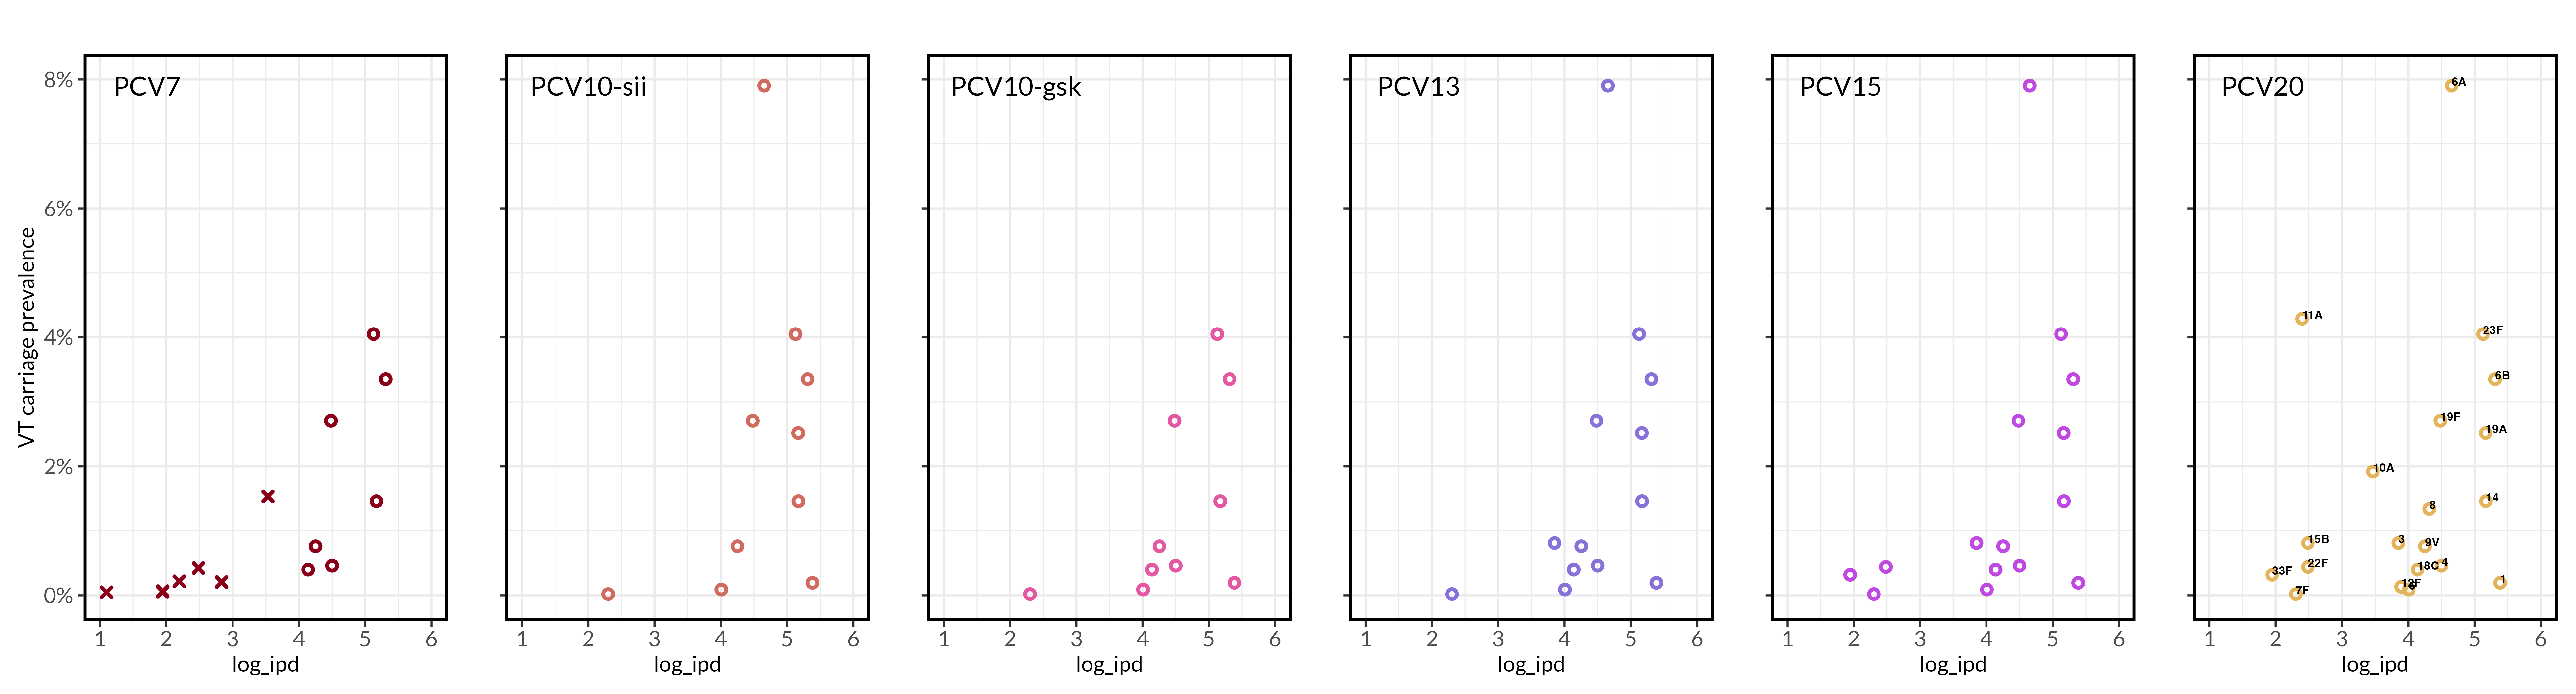 PCV7
PCV10-sii
PCV10-gsk
PCV13
PCV15
PCV20
VT carriage prevalence
8%
6%
4%
2%
0%
6A
11A
23F
6B
19F
19A
10A
14
8
15B
3
9V
22F
18C
4
33F
12F
1
7F
1 2 3 4 5 6
1 2 3 4 5 6
1 2 3 4 5 6
1 2 3 4 5 6
1 2 3 4 5 6
1 2 3 4 5 6
log_ipd
log_ipd
log_ipd
log_ipd
log_ipd
log_ipd